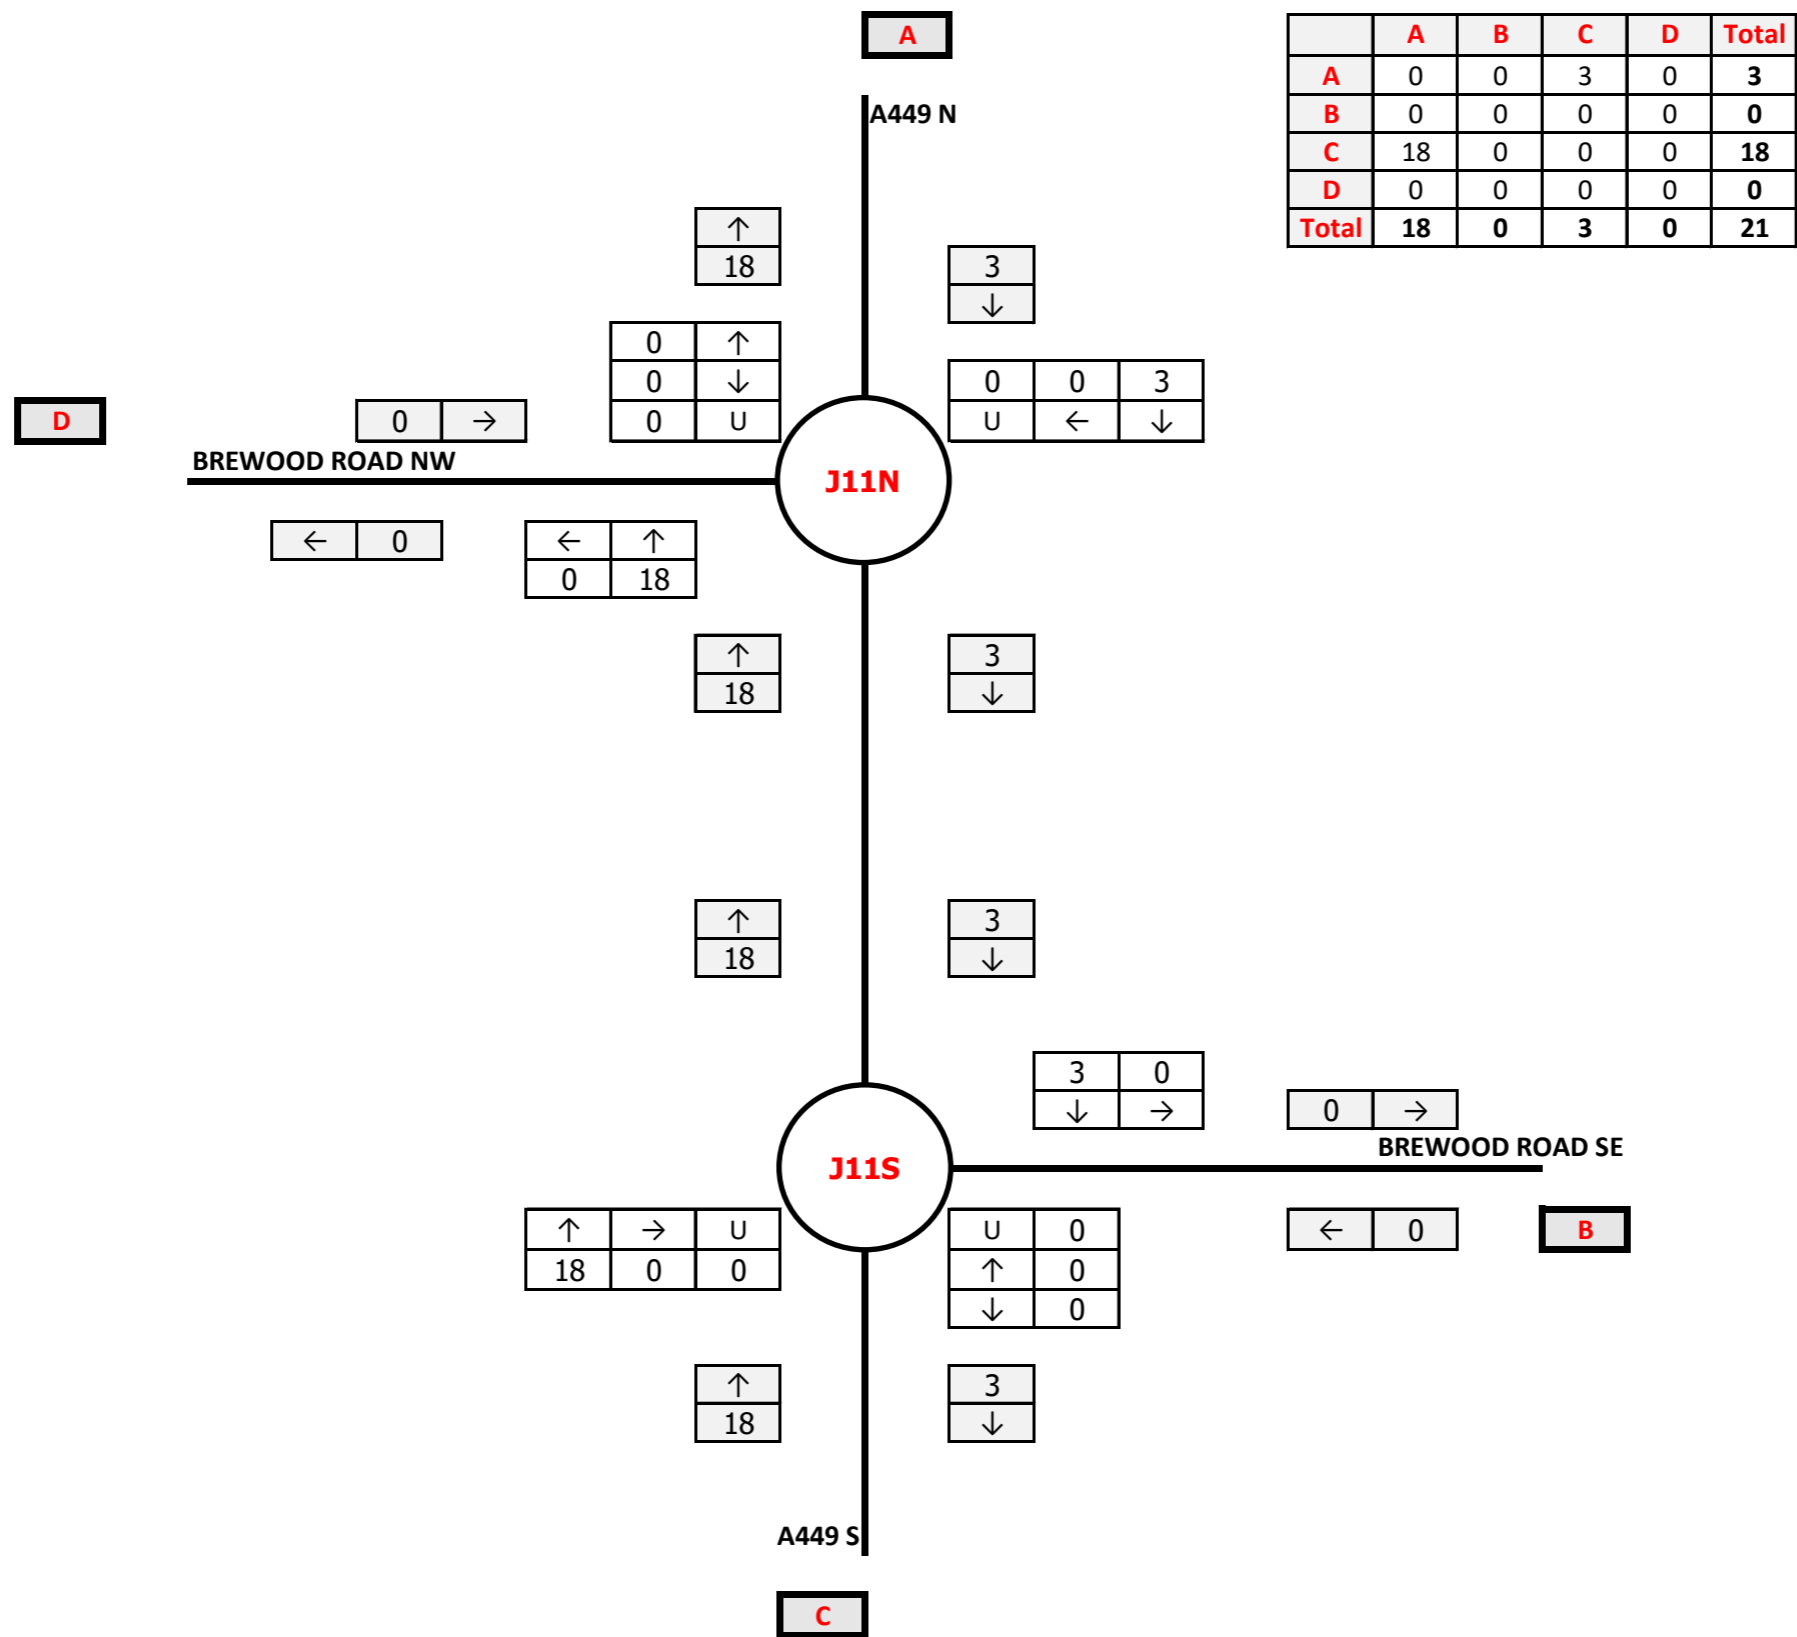 A
A B C D Total
A 0 0 3 0 3
B 0 0 0 0 0
C 18 0 0 0 18
D 0 0 0 0 0
Total 18 0 3 0 21
A449 N
↑
18
3
↓
0 ↑
0 ↓
0 U
0 0 3
U ← ↓
D
0 →
BREWOOD ROAD NW
J11N
← 0
← ↑
0 18
↑
18
3
↓
↑
18
3
↓
3 0
↓ →
0 →
BREWOOD ROAD SE
J11S
↑ → U
18 0 0
U 0
↑ 0
↓ 0
← 0
B
↑
18
3
↓
A449 S
C